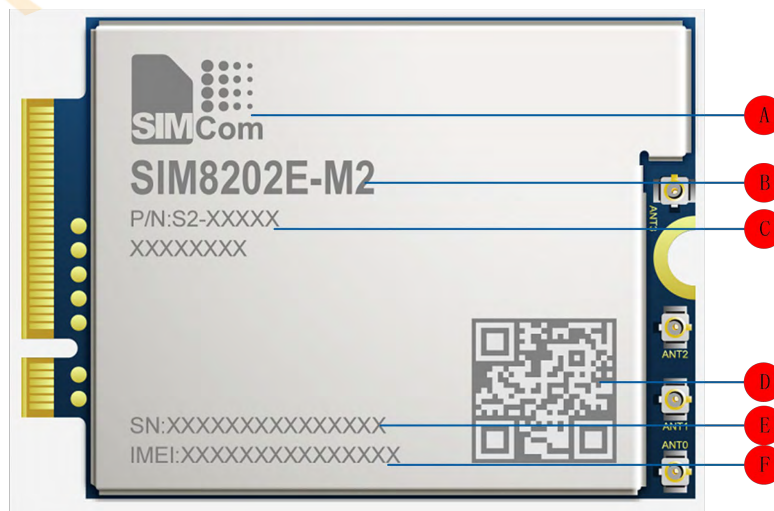 SIMCom
A
SIM8202E-M2
B
P/N:S2-XXXXX
C
XXXXXXXX
ANT3
ANT2
D
SN:XXXXXXXXXXXXXXX
ANT1
E
ANT0
IMEI:XXXXXXXXXXXXXXX
F